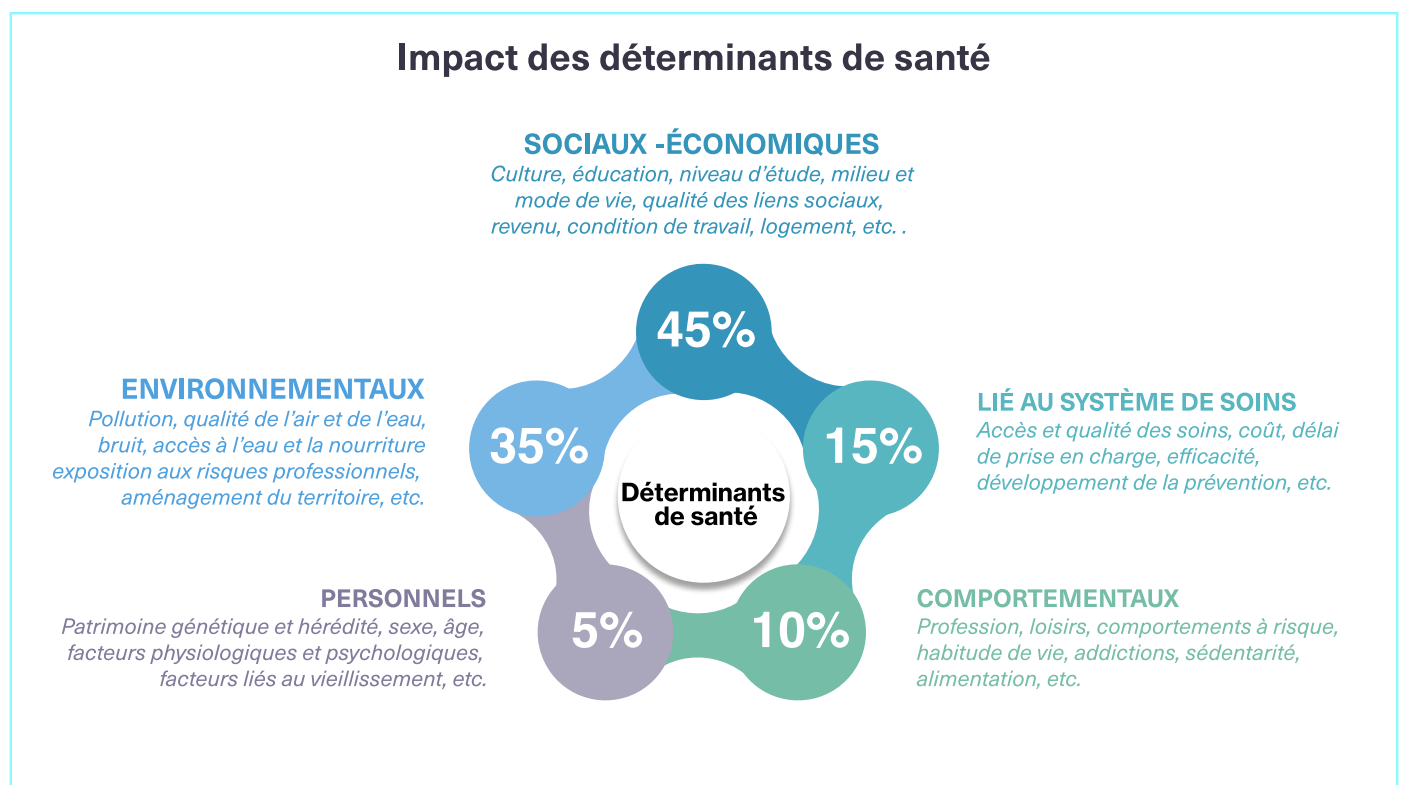 Impact des déterminants de santé
SOCIAUX -ÉCONOMIQUES
Culture, éducation, niveau d’étude, milieu et
mode de vie, qualité des liens sociaux,
revenu, condition de travail, logement, etc. .
45%
ENVIRONNEMENTAUX
Pollution, qualité de l’air et de l’eau,
bruit, accès à l’eau et la nourriture
exposition aux risques professionnels,
aménagement du territoire, etc.
35%
15%
LIÉ AU SYSTÈME DE SOINS
Accès et qualité des soins, coût, délai
de prise en charge, efficacité,
développement de la prévention, etc.
Déterminants
de santé
PERSONNELS
Patrimoine génétique et hérédité, sexe, âge,
facteurs physiologiques et psychologiques,
facteurs liés au vieillissement, etc.
5%
10%
COMPORTEMENTAUX
Profession, loisirs, comportements à risque,
habitude de vie, addictions, sédentarité,
alimentation, etc.